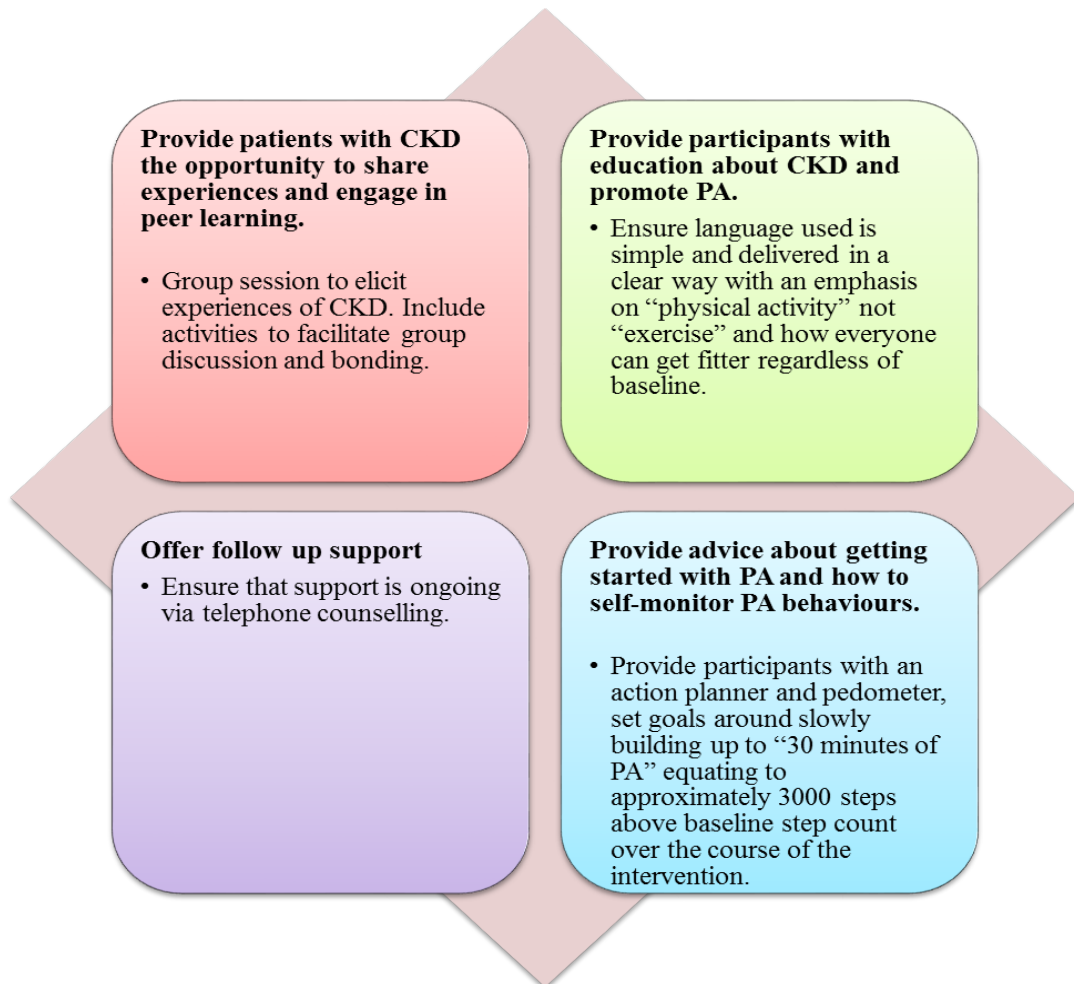 Provide patients with CKD
the opportunity to share
experiences and engage in
peer learning.
• Group session to elicit
experiences of CKD. Include
activities to facilitate group
discussion and bonding.
Provide participants with
education about CKD and
promote PA.
• Ensure language used is
simple and delivered in a
clear way with an emphasis
on “physical activity” not
“exercise” and how everyone
can get fitter regardless of
baseline.
Offer follow up support
• Ensure that support is ongoing
via telephone counselling.
Provide advice about getting
started with PA and how to
self-monitor PA behaviours.
• Provide participants with an
action planner and pedometer,
set goals around slowly
building up to “30 minutes of
PA” equating to
approximately 3000 steps
above baseline step count
over the course of the
intervention.